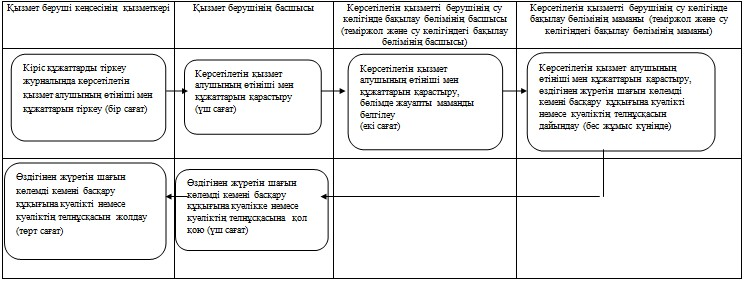 Қызмет беруші кеңсесінің қызметкері
Қызмет берушінің басшысы
Көрсетілетін қызметті берушінің су
көлігінде бақылау бөлімінің басшысы
(теміржол және су көлігіндегі бақылау
бөлімінің басшысы)
Көрсетілетін қызметті берушінің су көлігінде
бақылау бөлімінің маманы (теміржол және су
көлігіндегі бақылау бөлімінің маманы)
Кіріс құжаттарды тіркеу
журналында көрсетілетін
қызмет алушының өтініші мен
құжаттарын тіркеу (бір сағат)
Көрсетілетін қызмет
алушының өтініші мен
құжаттарын қарастыру
(үш сағат)
Көрсетілетін қызмет
алушының өтініші мен
құжаттарын қарастыру,
бөлімде жауапты маманды
белгілеу
(екі сағат)
Көрсетілетін қызмет алушының
өтініші мен құжаттарын қарастыру,
өздігінен жүретін шағын көлемді
кемені басқару құқығына куәлікті
немесе куәліктің телнұсқасын
дайындау (бес жұмыс күнінде)
Өздігінен жүретін шағын
көлемді кемені басқару
құқығына куәлікті немесе
куәліктің телнұсқасын жолдау
(төрт сағат)
Өздігінен жүретін шағын
көлемді кемені басқару
құқығына куәлікке немесе
куәліктің телнұсқасына қол
қою (үш сағат)